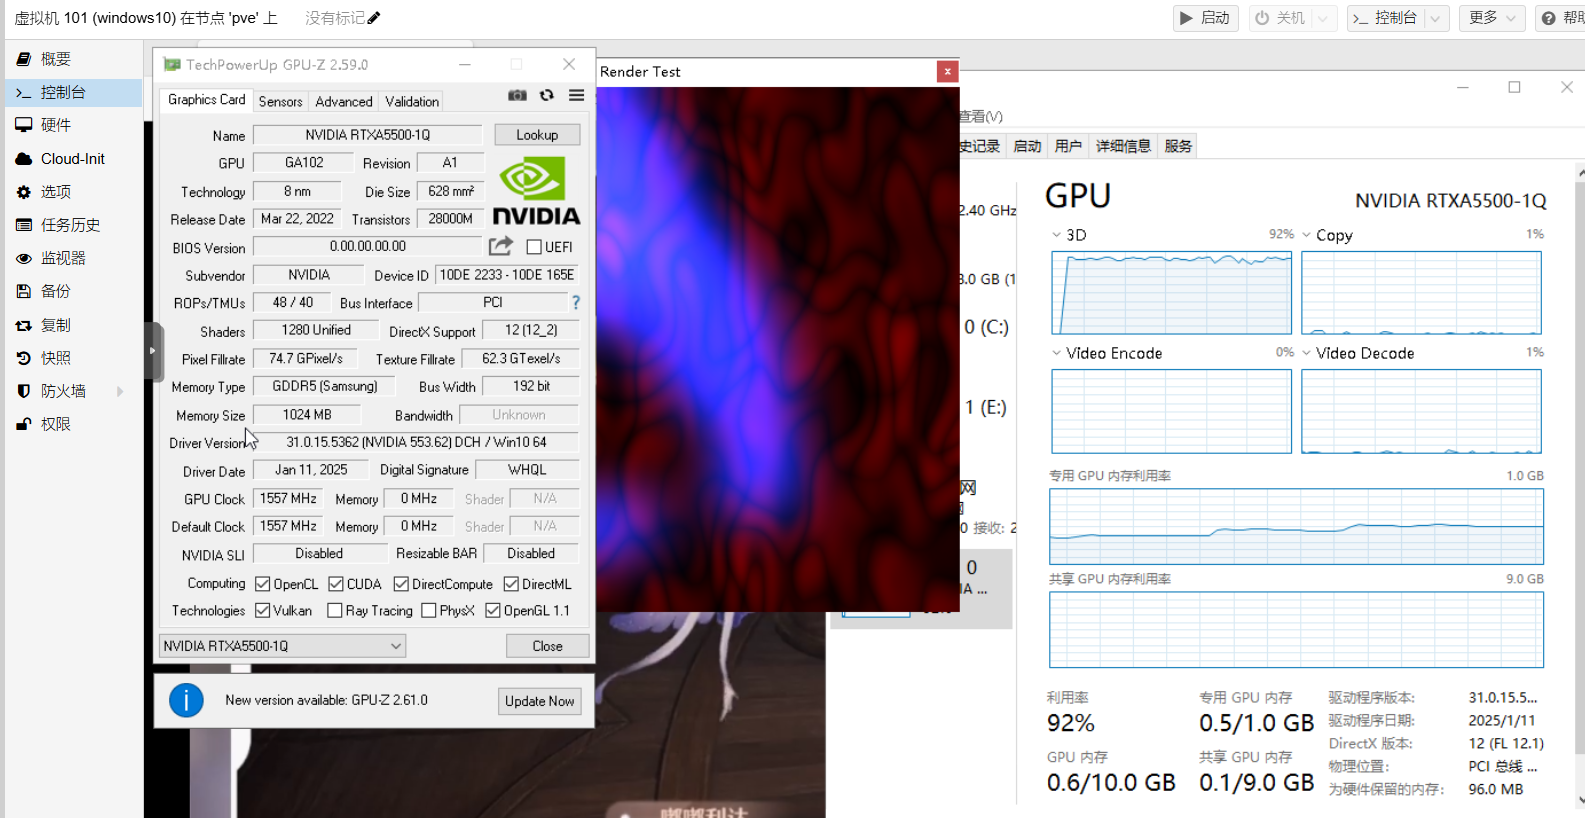 虚拟机 101 (windows10) 在节点 'pve' 上
没有标记
启动
关机
控制台
更多
帮助
概要
控制台
硬件
Cloud-Init
选项
任务历史
监视器
备份
复制
快照
防火墙
权限
TechPowerUp GPU-Z 2.59.0
Graphics Card Sensors Advanced Validation
Name NVIDIA RTXA5500-1Q Lookup
GPU GA102 Revision A1
Technology 8 nm Die Size 628 mm²
Release Date Mar 22, 2022 Transistors 28000M
NVIDIA
BIOS Version 0.00.00.00.00 UEFI
Subvendor NVIDIA Device ID 10DE 2233 - 10DE 165E
ROPs/TMUs 48 / 40 Bus Interface PCI ?
Shaders 1280 Unified DirectX Support 12 (12_2)
Pixel Fillrate 74.7 GPixel/s Texture Fillrate 62.3 GTexel/s
Memory Type GDDR5 (Samsung) Bus Width 192 bit
Memory Size 1024 MB Bandwidth Unknown
Driver Version 31.0.15.5362 (NVIDIA 553.62) DCH / Win10 64
Driver Date Jan 11, 2025 Digital Signature WHQL
GPU Clock 1557 MHz Memory 0 MHz Shader N/A
Default Clock 1557 MHz Memory 0 MHz Shader N/A
NVIDIA SLI Disabled Resizable BAR Disabled
Computing OpenCL CUDA DirectCompute DirectML
Technologies Vulkan Ray Tracing PhysX OpenGL 1.1
NVIDIA RTXA5500-1Q Close
New version available: GPU-Z 2.61.0 Update Now
Render Test
查看(V)
史记录 启动 用户 详细信息 服务
2.40 GHz
3.0 GB (1
0 (C:)
1 (E:)
网
0 接收: 2
0
IA ...
GPU NVIDIA RTXA5500-1Q
3D 92% Copy 1%
Video Encode 0% Video Decode 1%
专用 GPU 内存利用率 1.0 GB
共享 GPU 内存利用率 9.0 GB
利用率
92%
专用 GPU 内存
0.5/1.0 GB
GPU 内存
0.6/10.0 GB
共享 GPU 内存
0.1/9.0 GB
驱动程序版本: 31.0.15.5...
驱动程序日期: 2025/1/11
DirectX 版本: 12 (FL 12.1)
物理位置: PCI 总线 ...
为硬件保留的内存: 96.0 MB